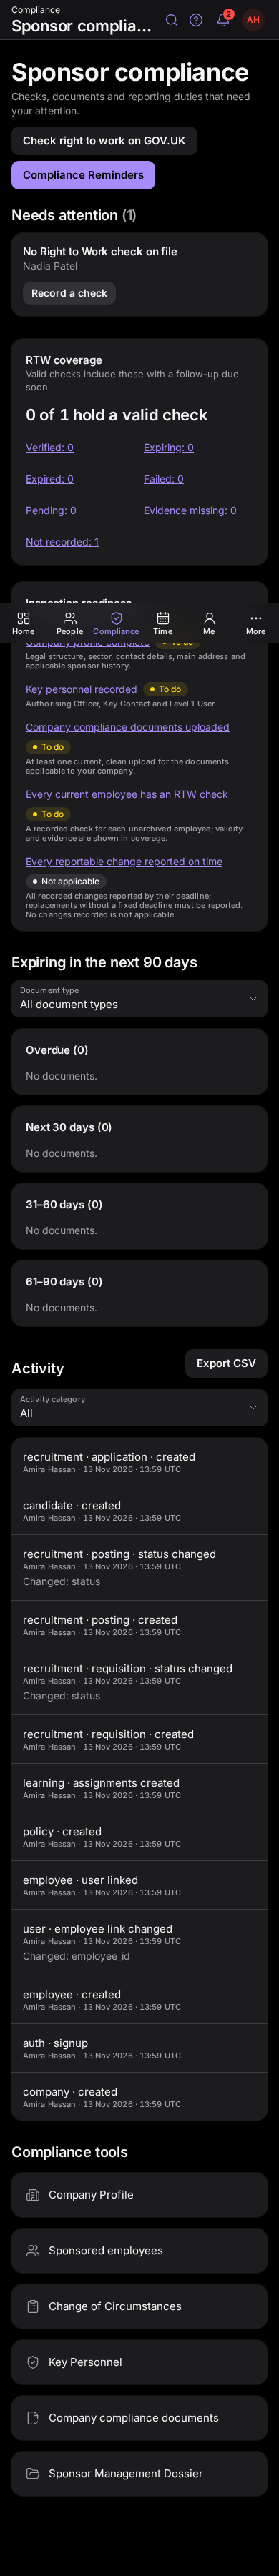 Compliance
Sponsor complia...
2
AH
Sponsor compliance
Checks, documents and reporting duties that need
your attention.
Check right to work on GOV.UK
Compliance Reminders
Needs attention (1)
No Right to Work check on file
Nadia Patel
Record a check
RTW coverage
Valid checks include those with a follow-up due
soon.
0 of 1 hold a valid check
Verified: 0
Expiring: 0
Expired: 0
Failed: 0
Pending: 0
Evidence missing: 0
Not recorded: 1
Home
People
Compliance
Time
Me
More
Legal structure, sector, contact details, main address and
applicable sponsor history.
Key personnel recorded
To do
Authorising Officer, Key Contact and Level 1 User.
Company compliance documents uploaded
To do
At least one current, clean upload for the documents
applicable to your company.
Every current employee has an RTW check
To do
A recorded check for each unarchived employee; validity
and evidence are shown in coverage.
Every reportable change reported on time
Not applicable
All recorded changes reported by their deadline;
replacements without a fixed deadline must be reported.
No changes recorded is not applicable.
Expiring in the next 90 days
Document type
All document types
Overdue (0)
No documents.
Next 30 days (0)
No documents.
31–60 days (0)
No documents.
61–90 days (0)
No documents.
Activity
Export CSV
Activity category
All
recruitment · application · created
Amira Hassan · 13 Nov 2026 · 13:59 UTC
candidate · created
Amira Hassan · 13 Nov 2026 · 13:59 UTC
recruitment · posting · status changed
Amira Hassan · 13 Nov 2026 · 13:59 UTC
Changed: status
recruitment · posting · created
Amira Hassan · 13 Nov 2026 · 13:59 UTC
recruitment · requisition · status changed
Amira Hassan · 13 Nov 2026 · 13:59 UTC
Changed: status
recruitment · requisition · created
Amira Hassan · 13 Nov 2026 · 13:59 UTC
learning · assignments created
Amira Hassan · 13 Nov 2026 · 13:59 UTC
policy · created
Amira Hassan · 13 Nov 2026 · 13:59 UTC
employee · user linked
Amira Hassan · 13 Nov 2026 · 13:59 UTC
user · employee link changed
Amira Hassan · 13 Nov 2026 · 13:59 UTC
Changed: employee_id
employee · created
Amira Hassan · 13 Nov 2026 · 13:59 UTC
auth · signup
Amira Hassan · 13 Nov 2026 · 13:59 UTC
company · created
Amira Hassan · 13 Nov 2026 · 13:59 UTC
Compliance tools
Company Profile
Sponsored employees
Change of Circumstances
Key Personnel
Company compliance documents
Sponsor Management Dossier